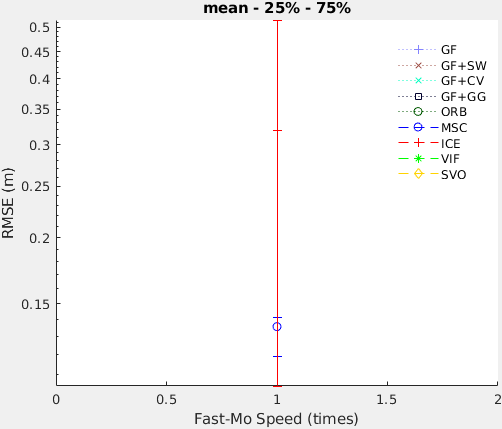 mean - 25% - 75%
0.5
0.45
0.4
0.35
0.3
0.25
0.2
0.15
RMSE (m)
GF
GF+SW
GF+CV
GF+GG
ORB
MSC
ICE
VIF
SVO
0 0.5 1 1.5 2
Fast-Mo Speed (times)